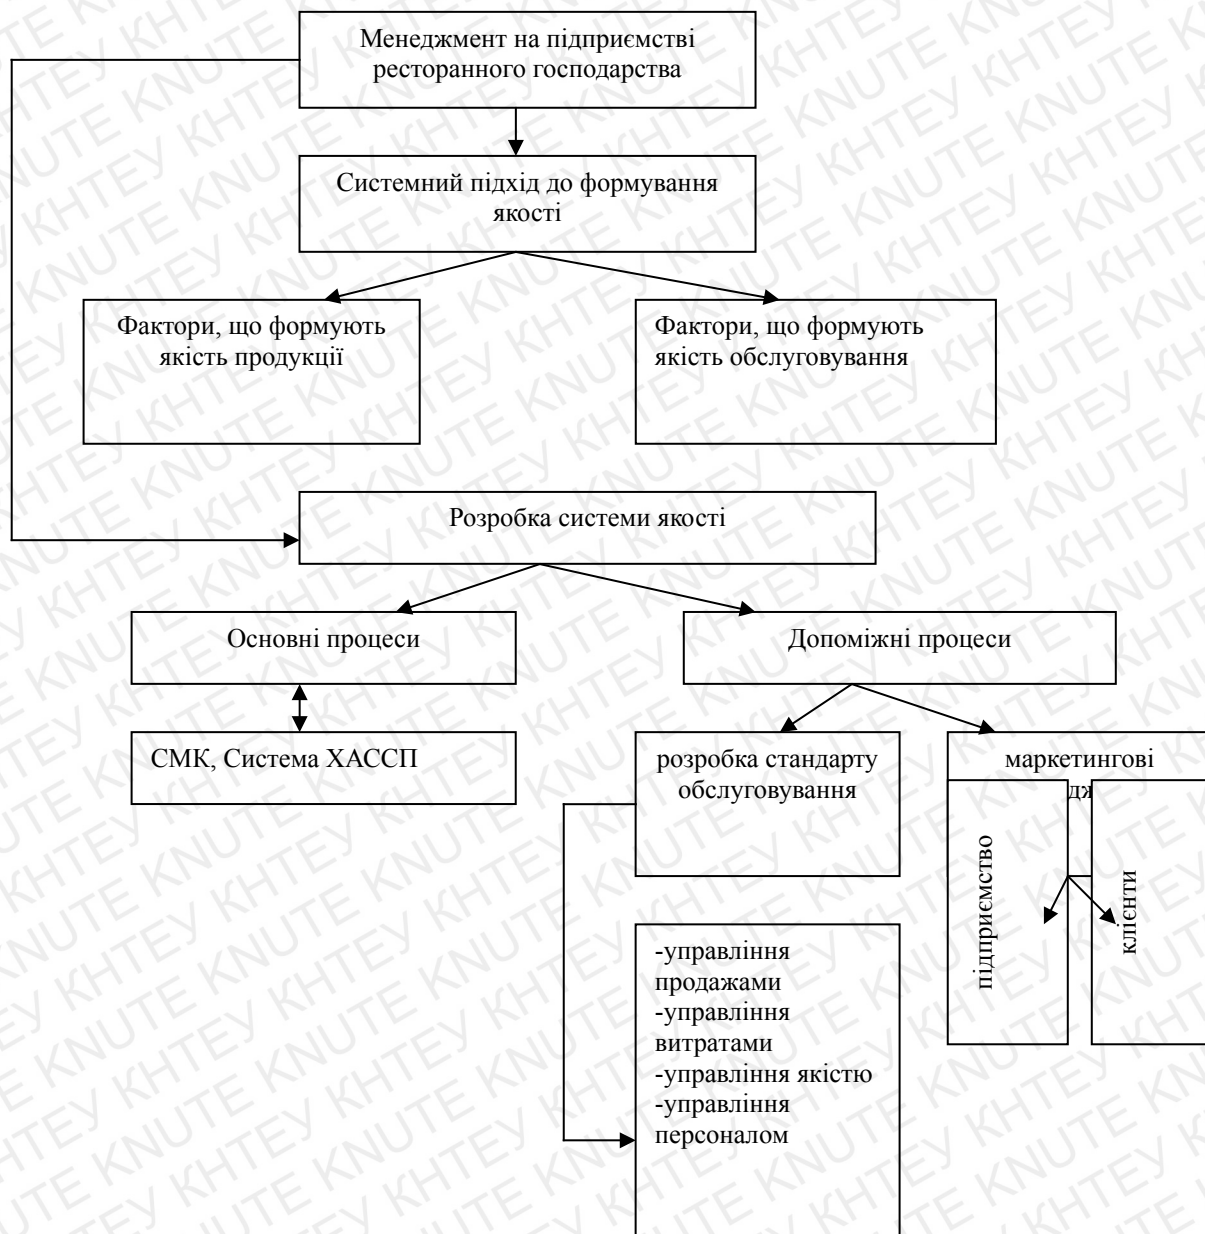 Менеджмент на підприємстві
ресторанного господарства
Системний підхід до формування
якості
Фактори, що формують
якість продукції
Фактори, що формують
якість обслуговування
Розробка системи якості
Основні процеси
Допоміжні процеси
СМК, Система ХАССП
розробка стандарту
обслуговування
маркетингові
підприємство
клієнти
-управління
продажами
-управління
витратами
-управління якістю
-управління
персоналом